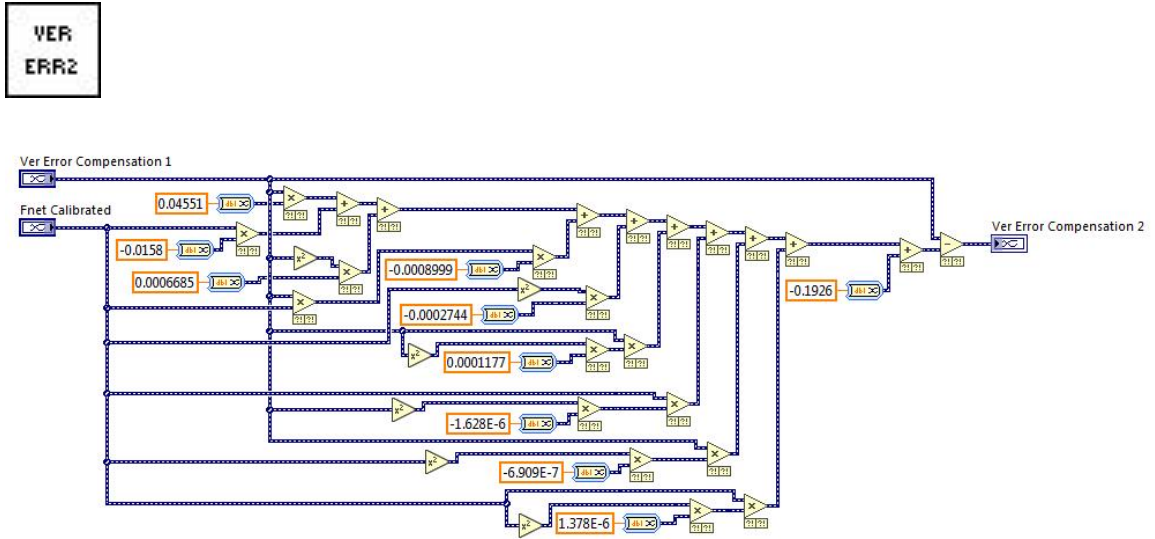 VER
ERR2
Ver Error Compensation 1
0.04551
Fnet Calibrated
Ver Error Compensation 2
-0.0158
-0.0008999
0.0006685
-0.1926
-0.0002744
0.0001177
-1.628E-6
-6.909E-7
1.378E-6